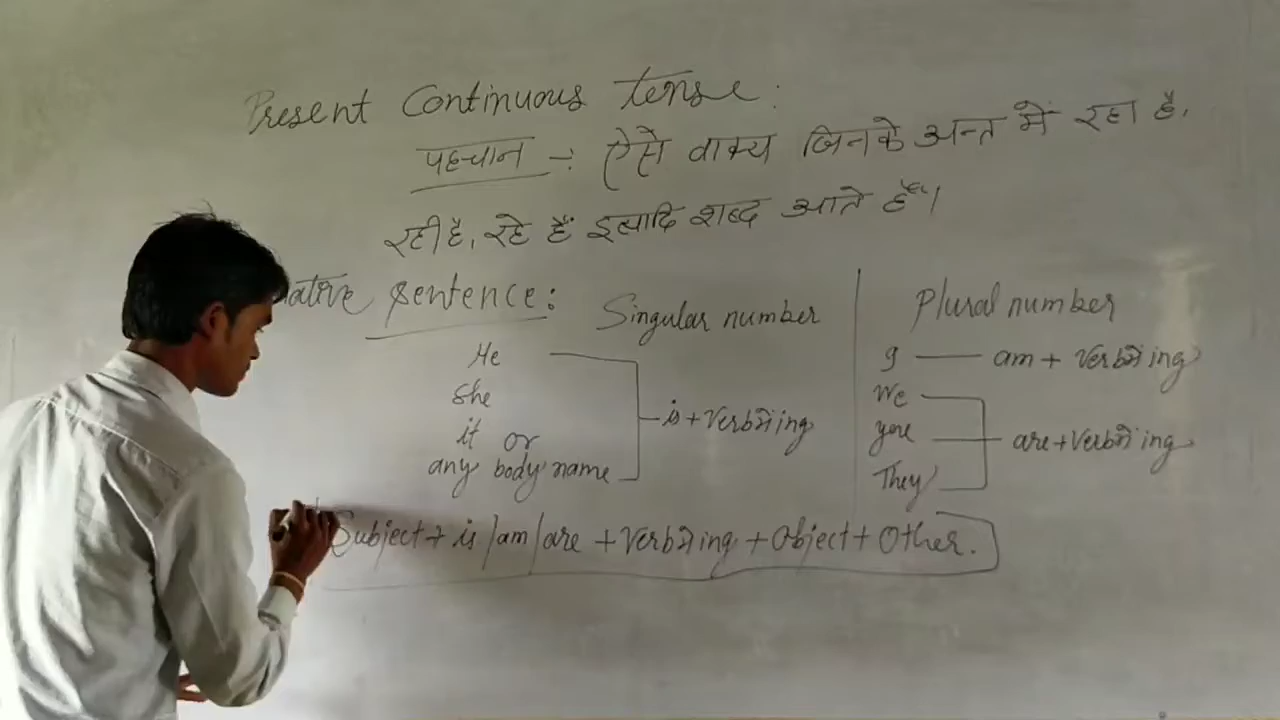 Present Continuous tense:
पहचान -: ऐसे वाक्य जिनके अन्त में रहा है,
रही है, रहे हैं इत्यादि शब्द आते हैं।
sentence:
Singular number
Plural number
He
She
it or
any body name
is + Verb में ing
I — am + Verb में ing
We
you
They
are + Verb में ing
Subject + is / am / are + Verb में ing + Object + Other.